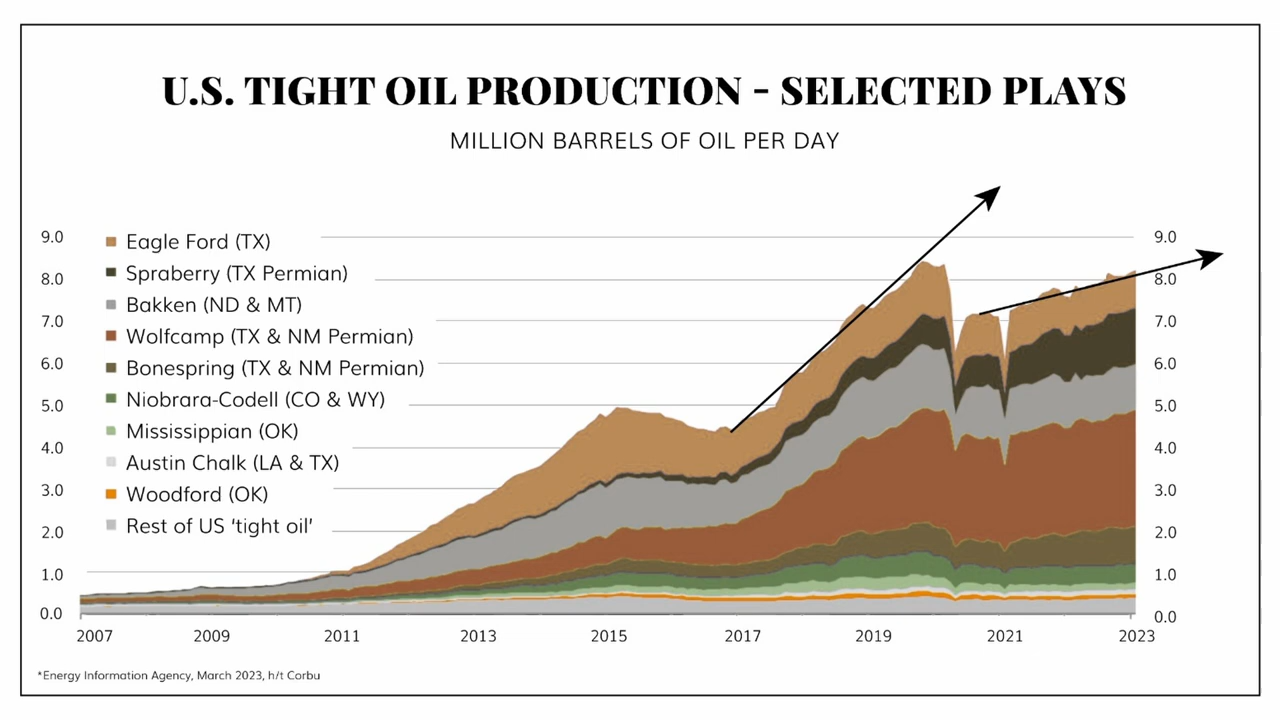 U.S. TIGHT OIL PRODUCTION - SELECTED PLAYS
MILLION BARRELS OF OIL PER DAY
9.0
8.0
7.0
6.0
5.0
4.0
3.0
2.0
1.0
0.0
Eagle Ford (TX)
Spraberry (TX Permian)
Bakken (ND & MT)
Wolfcamp (TX & NM Permian)
Bonespring (TX & NM Permian)
Niobrara-Codell (CO & WY)
Mississippian (OK)
Austin Chalk (LA & TX)
Woodford (OK)
Rest of US 'tight oil'
9.0
8.0
7.0
6.0
5.0
4.0
3.0
2.0
1.0
0.0
2007 2009 2011 2013 2015 2017 2019 2021 2023
*Energy Information Agency, March 2023, h/t Corbu